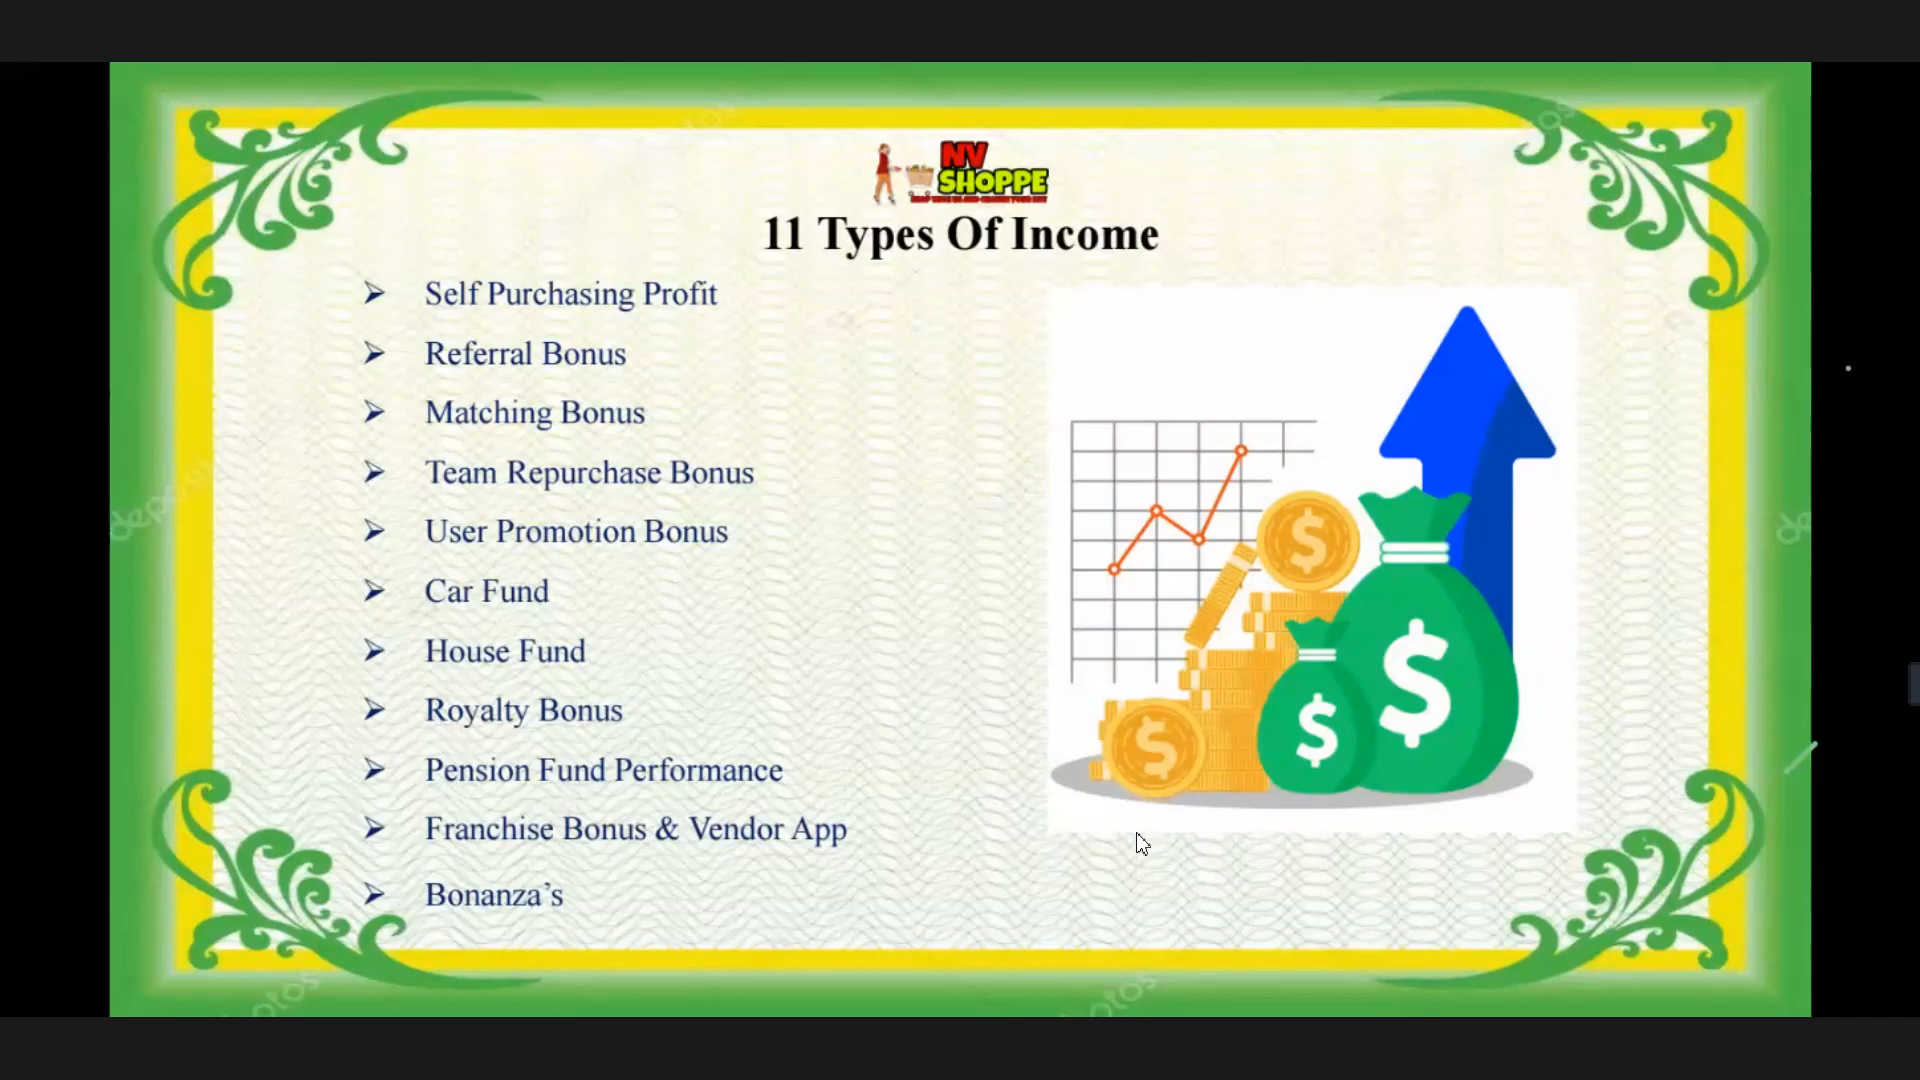 NV
SHOPPE
11 Types Of Income
➢ Self Purchasing Profit
➢ Referral Bonus
➢ Matching Bonus
➢ Team Repurchase Bonus
➢ User Promotion Bonus
➢ Car Fund
➢ House Fund
➢ Royalty Bonus
➢ Pension Fund Performance
➢ Franchise Bonus & Vendor App
➢ Bonanza’s